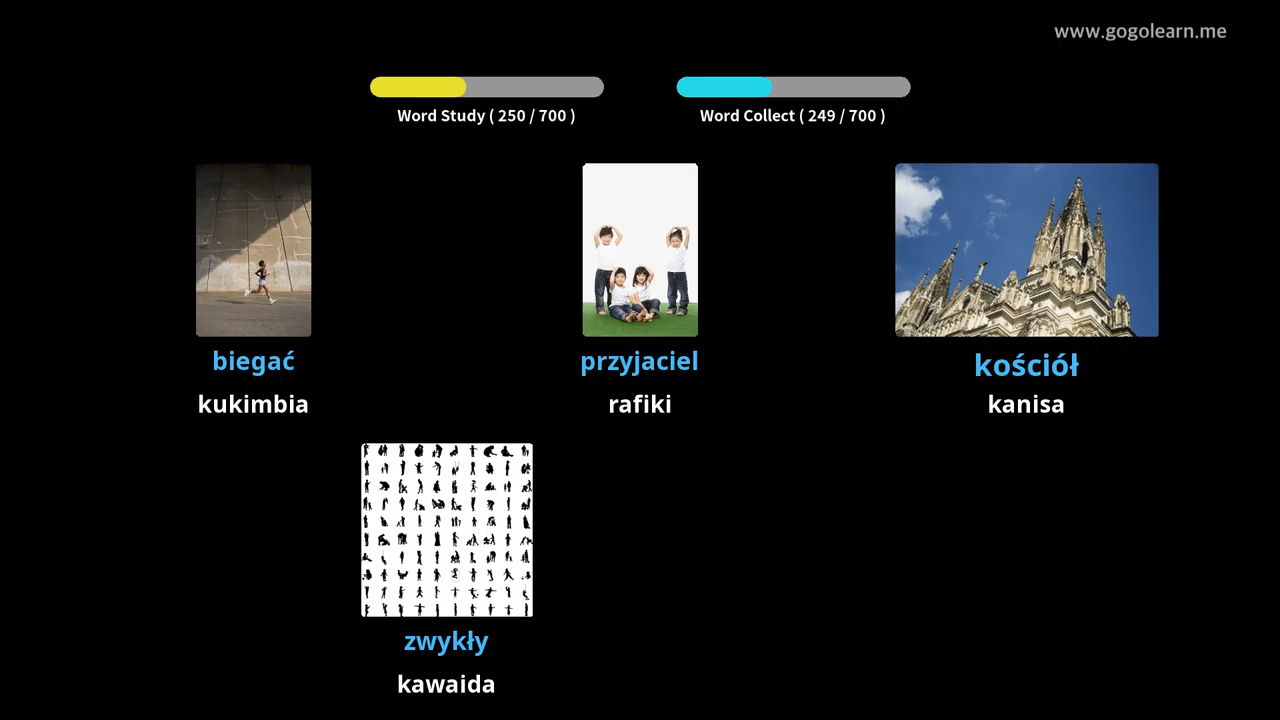 www.gogolearn.me
Word Study ( 250 / 700 )
Word Collect ( 249 / 700 )
biegać
przyjaciel
kościół
kukimbia
rafiki
kanisa
zwykły
kawaida